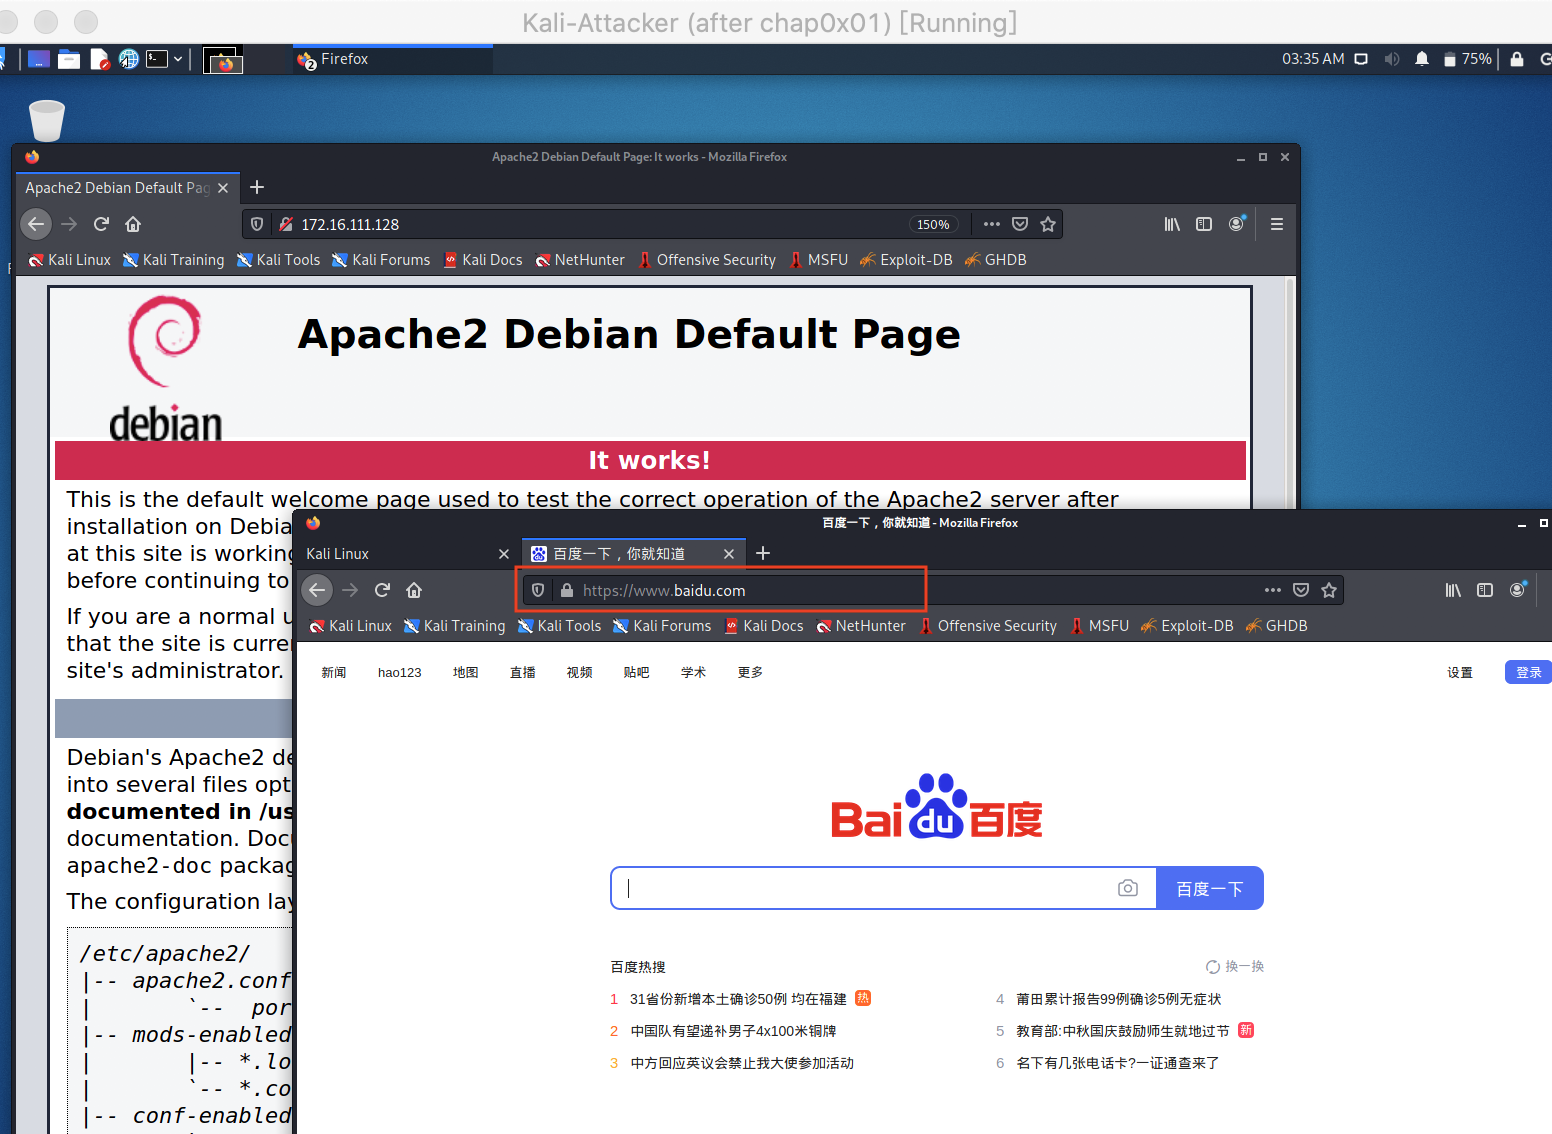 Kali-Attacker (after chap0x01) [Running]
Firefox
2
03:35 AM
75%
Apache2 Debian Default Page: It works - Mozilla Firefox
Apache2 Debian Default Pag
172.16.111.128
150%
Kali Linux Kali Training Kali Tools Kali Forums Kali Docs NetHunter Offensive Security MSFU Exploit-DB GHDB
debian
Apache2 Debian Default Page
It works!
This is the default welcome page used to test the correct operation of the Apache2 server after
installation on Debia
at this site is working
before continuing to
If you are a normal u
that the site is curre
site's administrator.
Debian's Apache2 de
into several files opt
documented in /us
documentation. Docu
apache2-doc packag
The configuration lay
/etc/apache2/
|-- apache2.conf
|       `--  por
|-- mods-enabled
|       |-- *.lo
|       `-- *.co
|-- conf-enabled
百度一下，你就知道 - Mozilla Firefox
Kali Linux
百度一下，你就知道
https://www.baidu.com
Kali Linux Kali Training Kali Tools Kali Forums Kali Docs NetHunter Offensive Security MSFU Exploit-DB GHDB
新闻 hao123 地图 直播 视频 贴吧 学术 更多 设置 登录
Bai du 百度
百度一下
百度热搜 换一换
1 31省份新增本土确诊50例 均在福建 热
2 中国队有望递补男子4x100米铜牌
3 中方回应英议会禁止我大使参加活动
4 莆田累计报告99例确诊5例无症状
5 教育部:中秋国庆鼓励师生就地过节 新
6 名下有几张电话卡?一证通查来了